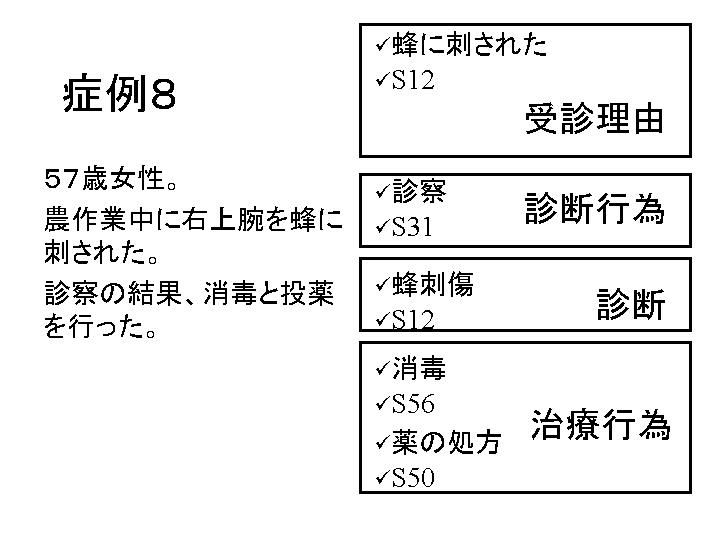 症例８
５７歳女性。
農作業中に右上腕を蜂に
刺された。
診察の結果、消毒と投薬
を行った。
✓蜂に刺された
✓S12
受診理由
✓診察
✓S31
診断行為
✓蜂刺傷
✓S12
診断
✓消毒
✓S56
✓薬の処方
✓S50
治療行為